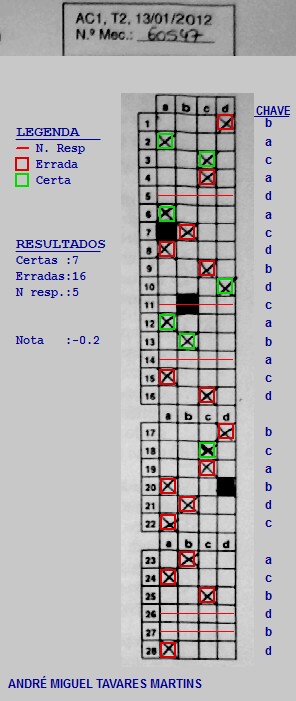 AC1, T2, 13/01/2012
N.º Mec.: 60547
LEGENDA
N. Resp
Errada
Certa
RESULTADOS
Certas :7
Erradas:16
N resp.:5
Nota :-0.2
a b c d CHAVE
1 b
2 a
3 c
4 a
5 d
6 a
7 c
8 d
9 b
10 d
11 c
12 a
13 b
14 a
15 c
16 d
a b c d
17 b
18 c
19 a
20 b
21 d
22 c
a b c d
23 a
24 c
25 b
26 d
27 b
28 d
ANDRÉ MIGUEL TAVARES MARTINS